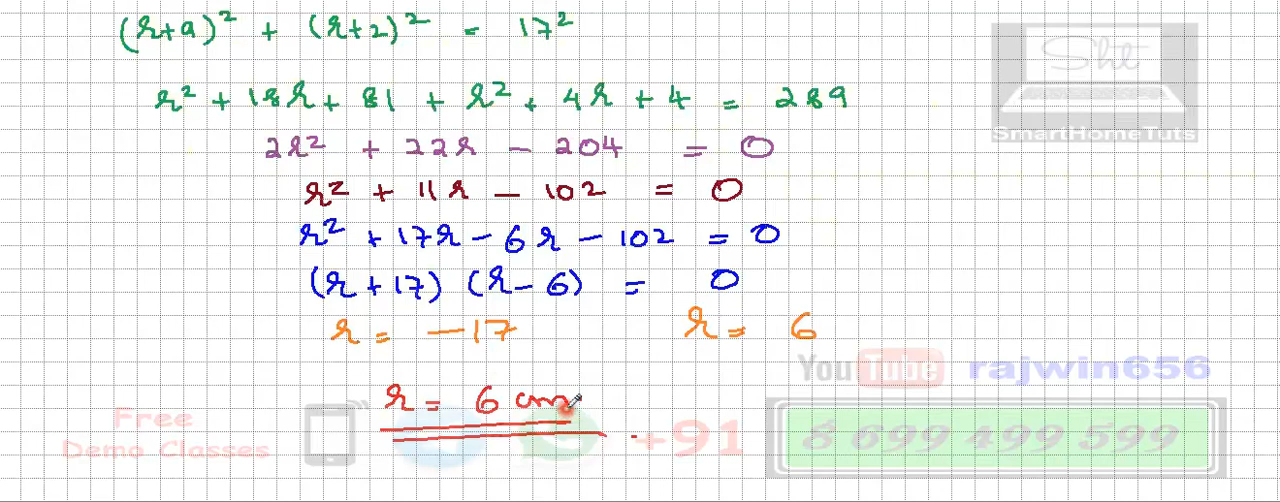 (r+9)² + (r+2)² = 17²
Sht
SmartHomeTuts
r² + 18r + 81 + r² + 4r + 4 = 289
2r² + 22r - 204 = 0
r² + 11r - 102 = 0
r² + 17r - 6r - 102 = 0
(r + 17) (r - 6) = 0
r = -17 r = 6
YouTube rajwin656
r = 6 cm
Free
Demo Classes
+91 8 699 499 599